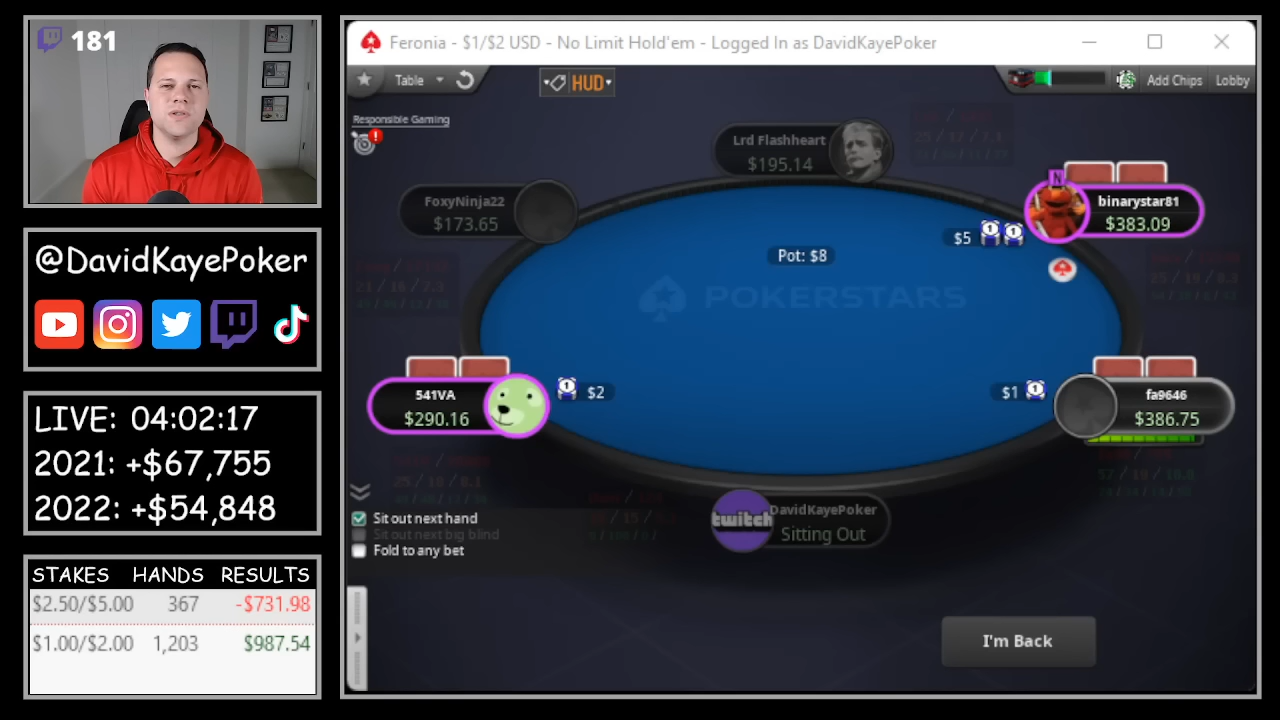 181
@DavidKayePoker
LIVE: 04:02:17
2021: +$67,755
2022: +$54,848
STAKES HANDS RESULTS
$2.50/$5.00 367 -$731.98
$1.00/$2.00 1,203 $987.54
Feronia - $1/$2 USD - No Limit Hold'em - Logged In as DavidKayePoker
Table HUD Add Chips Lobby
Responsible Gaming
Lrd Flashheart
$195.14
FoxyNinja22
$173.65
N
binarystar81
$383.09
$5
Pot: $8
POKERSTARS
541VA
$290.16
$2
$1
fa9646
$386.75
twitch
DavidKayePoker
Sitting Out
Sit out next hand
Sit out next big blind
Fold to any bet
I'm Back